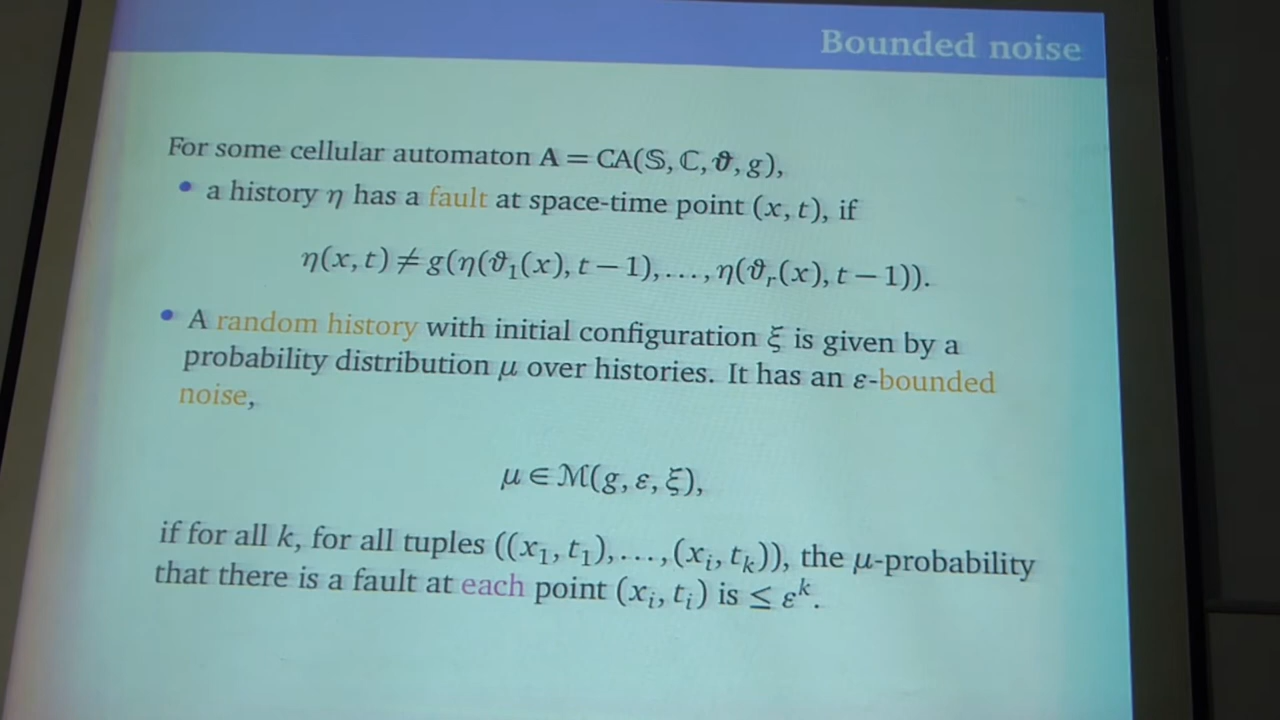 Bounded noise
For some cellular automaton A = CA(𝕊, ℂ, ϑ, g),
• a history η has a fault at space-time point (x, t), if
η(x, t) ≠ g(η(ϑ₁(x), t − 1), …, η(ϑᵣ(x), t − 1)).
• A random history with initial configuration ξ is given by a
probability distribution μ over histories. It has an ε-bounded
noise,
μ ∈ ℳ(g, ε, ξ),
if for all k, for all tuples ((x₁, t₁), …, (xᵢ, tₖ)), the μ-probability
that there is a fault at each point (xᵢ, tᵢ) is ≤ εᵏ.